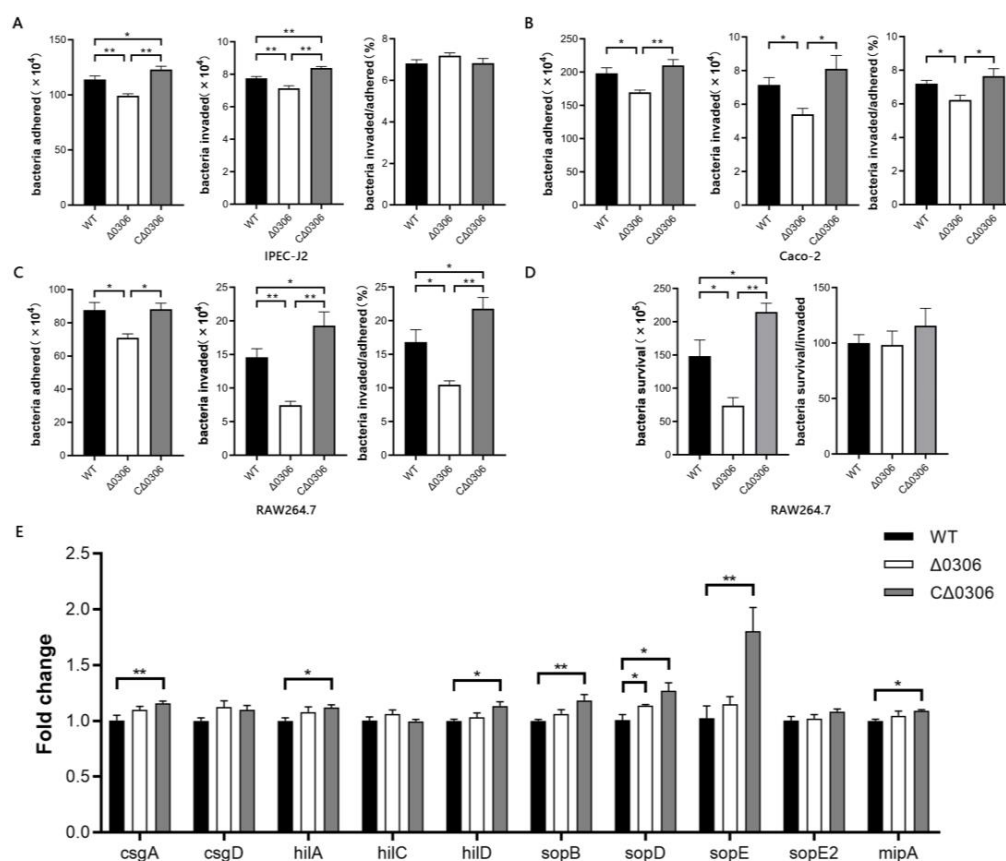 A
bacteria adhered( × 10⁴)
150
100
50
0
**
**
*
WT
Δ0306
CΔ0306
bacteria invaded( × 10⁴)
10
8
6
4
2
0
**
**
**
WT
Δ0306
CΔ0306
bacteria invaded/adhered(%)
8
6
4
2
0
WT
Δ0306
CΔ0306
IPEC-J2
B
bacteria adhered( × 10⁴)
250
200
150
100
50
0
*
**
WT
Δ0306
CΔ0306
bacteria invaded( × 10⁴)
10
8
6
4
2
0
*
*
WT
Δ0306
CΔ0306
bacteria invaded/adhered(%)
10
8
6
4
2
0
*
*
WT
Δ0306
CΔ0306
Caco-2
C
bacteria adhered( × 10⁴)
100
80
60
40
20
0
*
*
WT
Δ0306
CΔ0306
bacteria invaded( × 10⁴)
25
20
15
10
5
0
*
**
**
WT
Δ0306
CΔ0306
bacteria invaded/adhered(%)
25
20
15
10
5
0
*
*
**
WT
Δ0306
CΔ0306
RAW264.7
D
bacteria survival( × 10⁵)
250
200
150
100
50
0
*
*
**
WT
Δ0306
CΔ0306
bacteria survival/invaded
150
100
50
0
WT
Δ0306
CΔ0306
RAW264.7
E
WT
Δ0306
CΔ0306
Fold change
2.5
2.0
1.5
1.0
0.5
0.0
**
*
*
**
*
*
**
*
csgA csgD hilA hilC hilD sopB sopD sopE sopE2 mipA